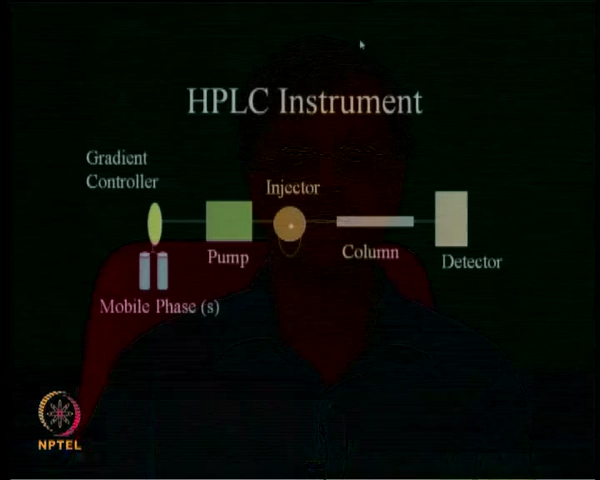 HPLC Instrument
Gradient
Controller
Injector
Pump
Column
Detector
Mobile Phase (s)
NPTEL